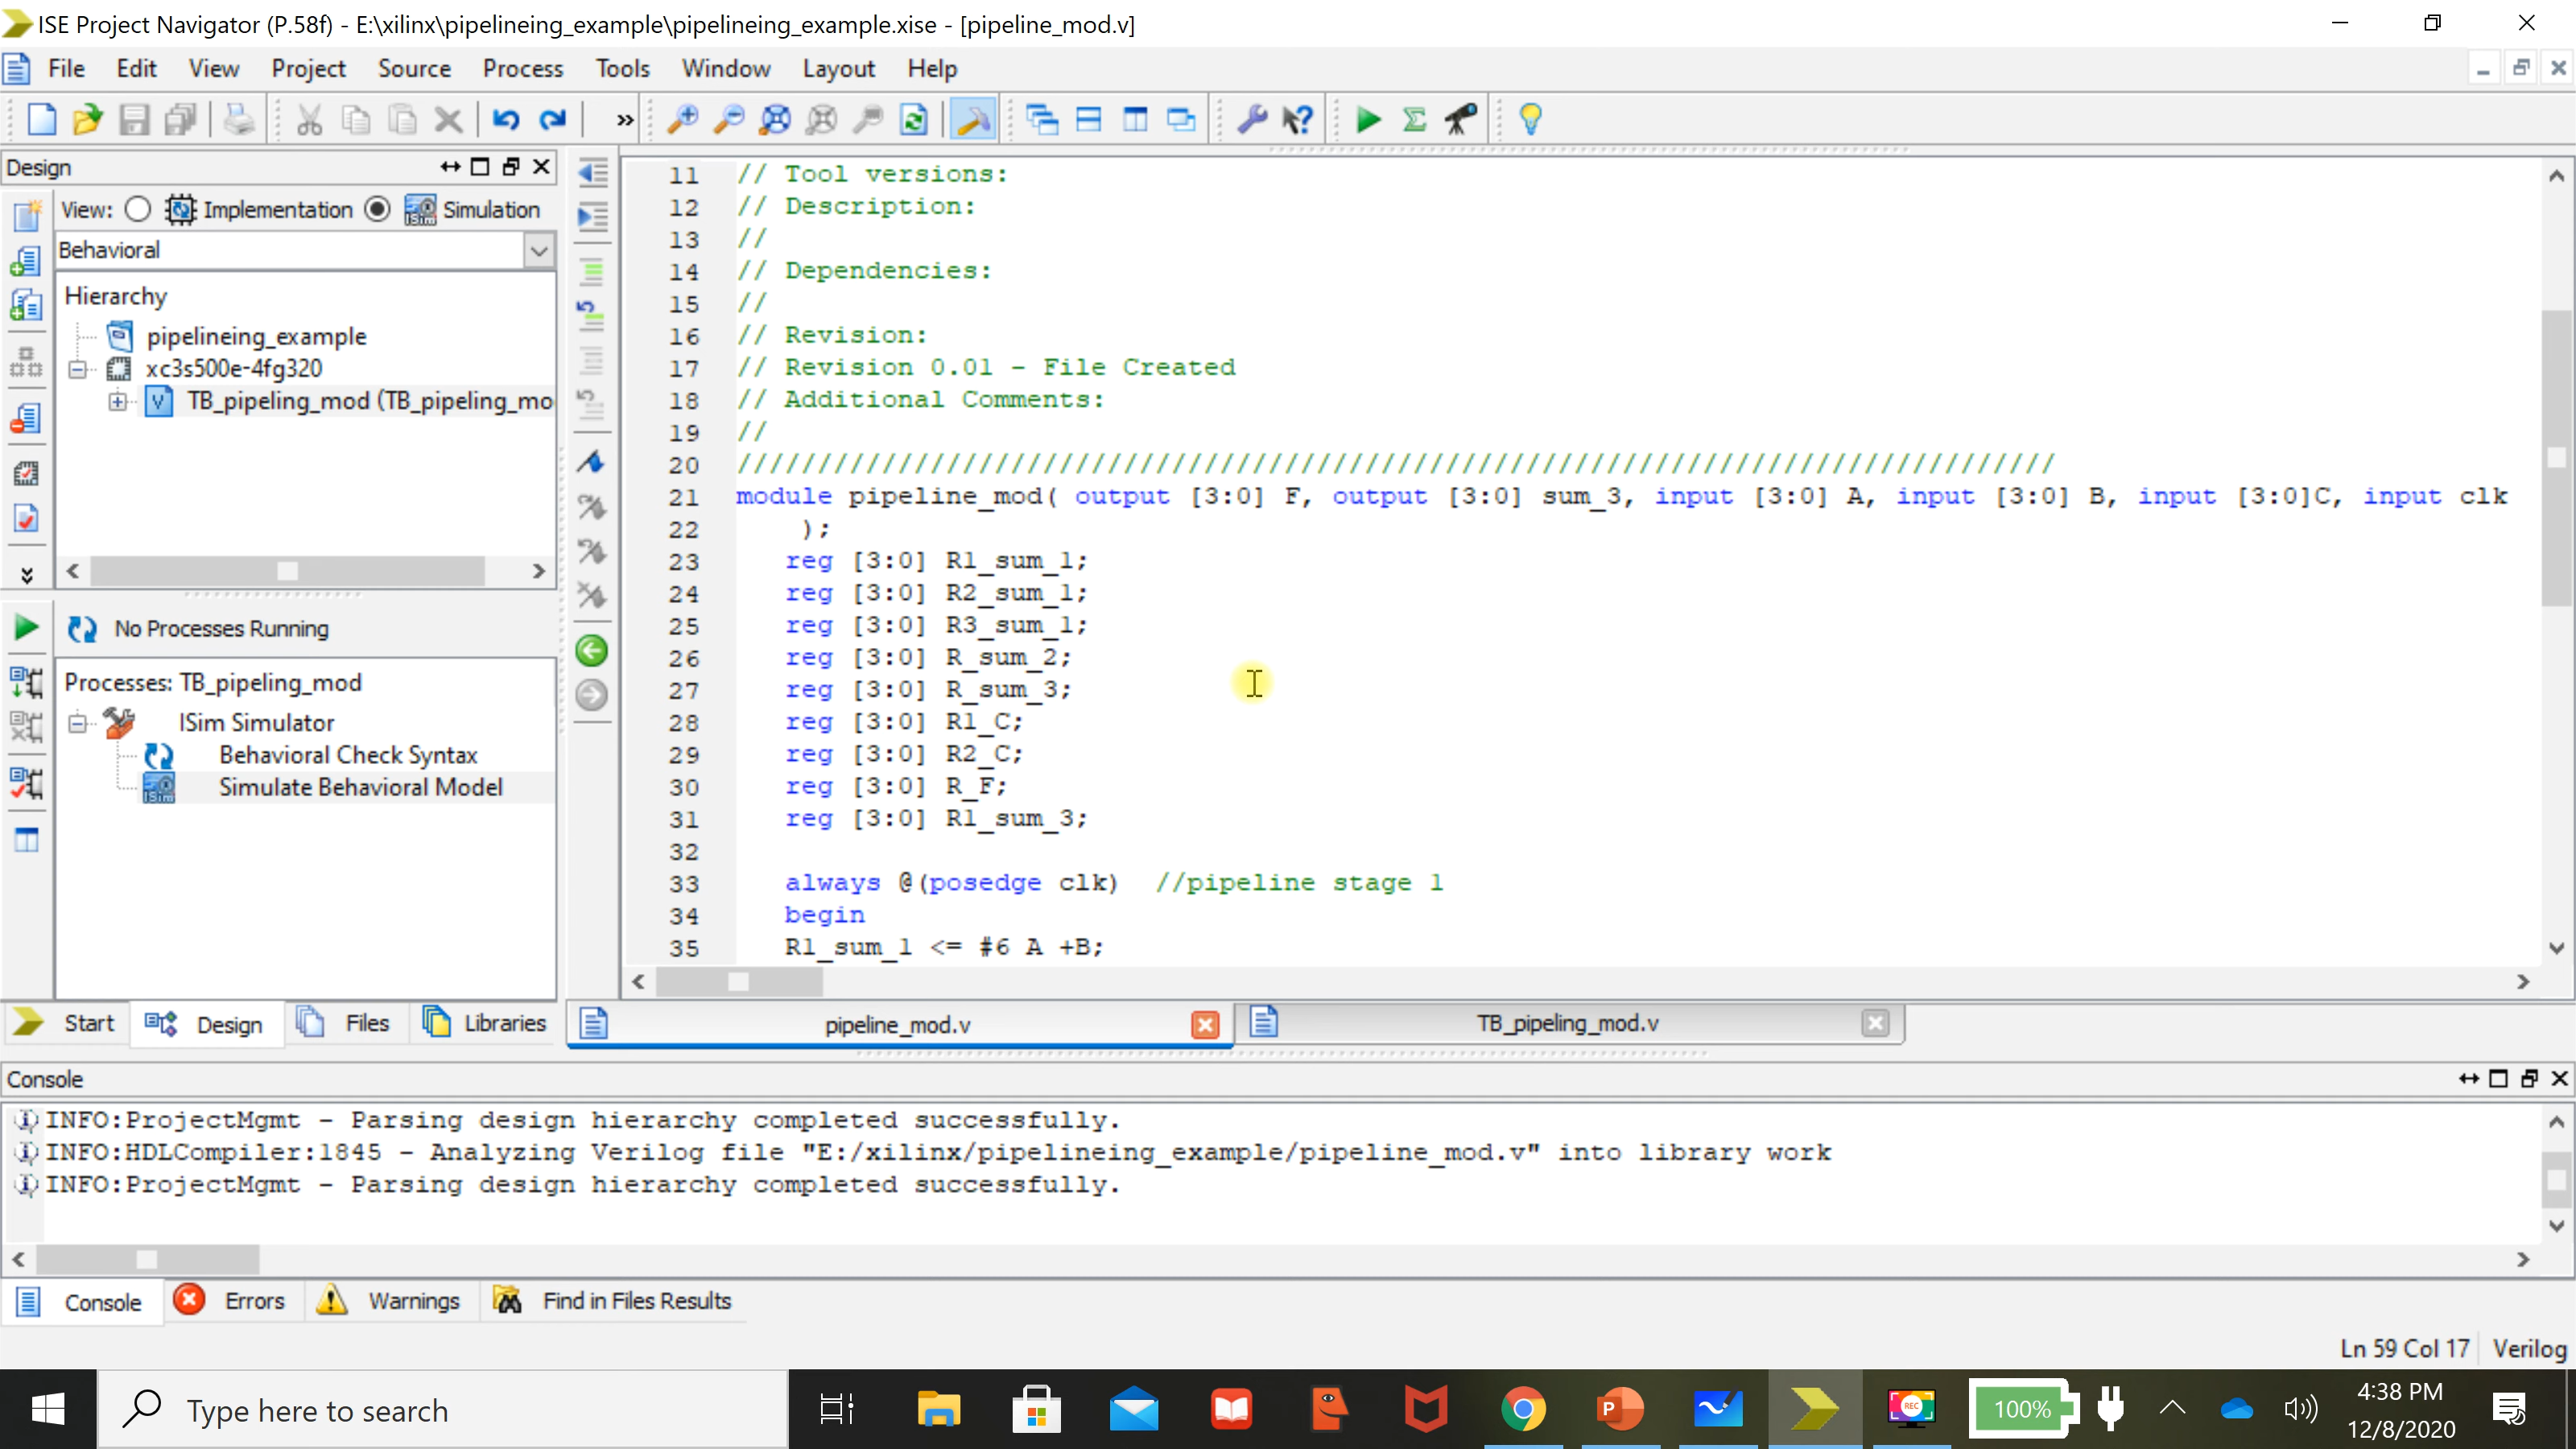 ISE Project Navigator (P.58f) - E:\xilinx\pipelineing_example\pipelineing_example.xise - [pipeline_mod.v]
File Edit View Project Source Process Tools Window Layout Help
Design
View: Implementation Simulation
Behavioral
Hierarchy
pipelineing_example
xc3s500e-4fg320
TB_pipeling_mod (TB_pipeling_mo
No Processes Running
Processes: TB_pipeling_mod
ISim Simulator
Behavioral Check Syntax
Simulate Behavioral Model
Start Design Files Libraries
11 // Tool versions:
12 // Description:
13 //
14 // Dependencies:
15 //
16 // Revision:
17 // Revision 0.01 - File Created
18 // Additional Comments:
19 //
20 //////////////////////////////////////////////////////////////////////////////////
21 module pipeline_mod( output [3:0] F, output [3:0] sum_3, input [3:0] A, input [3:0] B, input [3:0]C, input clk
22 );
23 reg [3:0] R1_sum_1;
24 reg [3:0] R2_sum_1;
25 reg [3:0] R3_sum_1;
26 reg [3:0] R_sum_2;
27 reg [3:0] R_sum_3;
28 reg [3:0] R1_C;
29 reg [3:0] R2_C;
30 reg [3:0] R_F;
31 reg [3:0] R1_sum_3;
32
33 always @(posedge clk) //pipeline stage 1
34 begin
35 R1_sum_1 <= #6 A +B;
pipeline_mod.v TB_pipeling_mod.v
Console
INFO:ProjectMgmt - Parsing design hierarchy completed successfully.
INFO:HDLCompiler:1845 - Analyzing Verilog file "E:/xilinx/pipelineing_example/pipeline_mod.v" into library work
INFO:ProjectMgmt - Parsing design hierarchy completed successfully.
Console Errors Warnings Find in Files Results
Ln 59 Col 17 Verilog
Type here to search
REC
100%
4:38 PM
12/8/2020